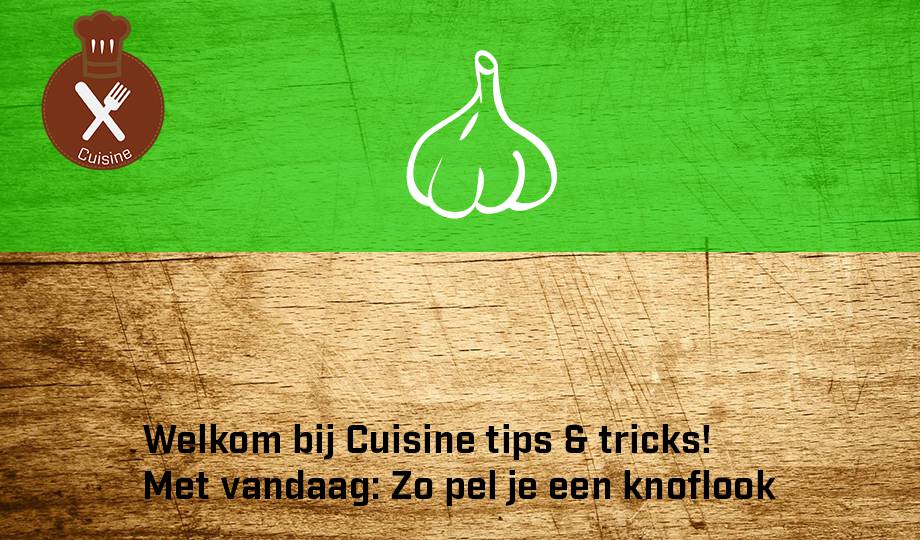 Cuisine
Welkom bij Cuisine tips & tricks!
Met vandaag: Zo pel je een knoflook